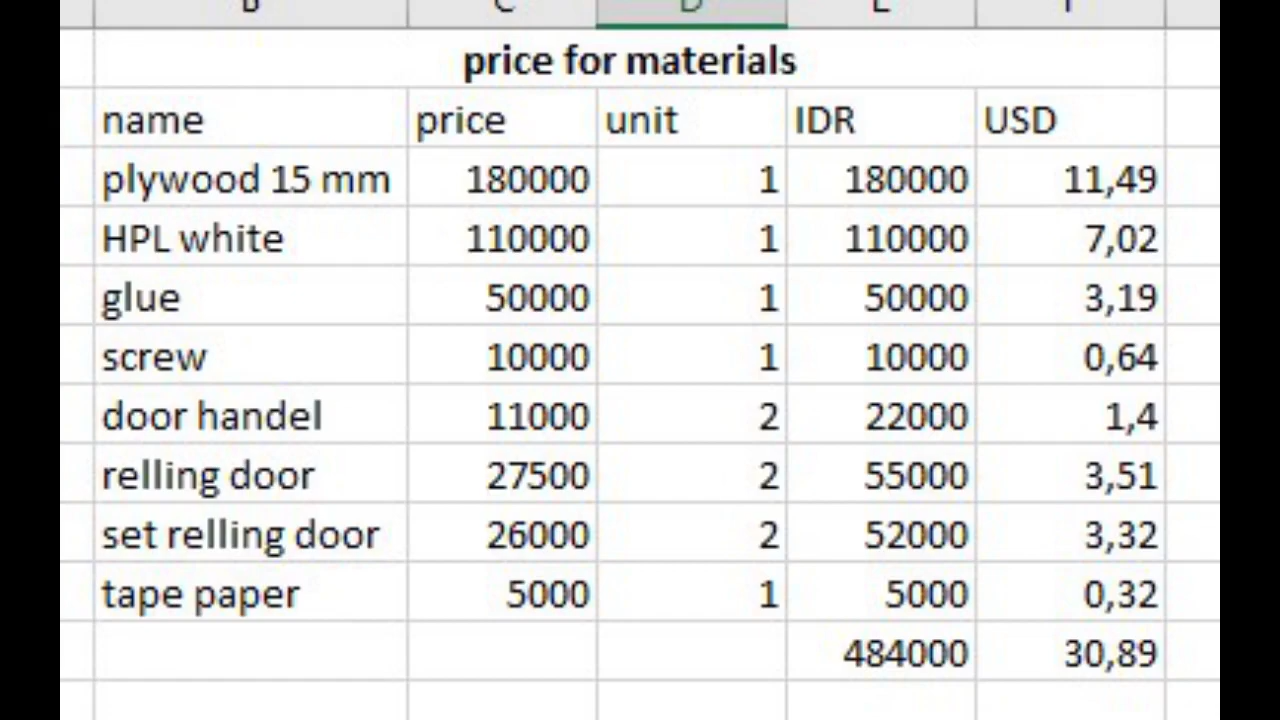 B C D E F
price for materials
name price unit IDR USD
plywood 15 mm 180000 1 180000 11,49
HPL white 110000 1 110000 7,02
glue 50000 1 50000 3,19
screw 10000 1 10000 0,64
door handel 11000 2 22000 1,4
relling door 27500 2 55000 3,51
set relling door 26000 2 52000 3,32
tape paper 5000 1 5000 0,32
484000 30,89